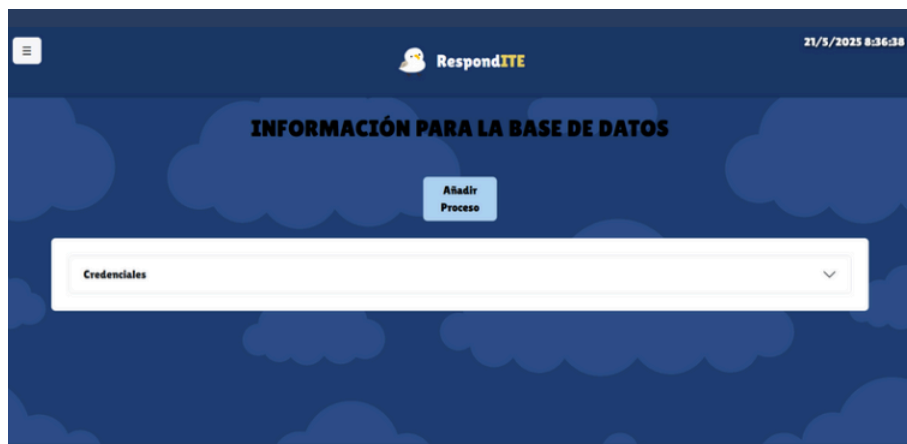 ☰
RespondITE
21/5/2025 8:36:38
INFORMACIÓN PARA LA BASE DE DATOS
Añadir
Proceso
Credenciales